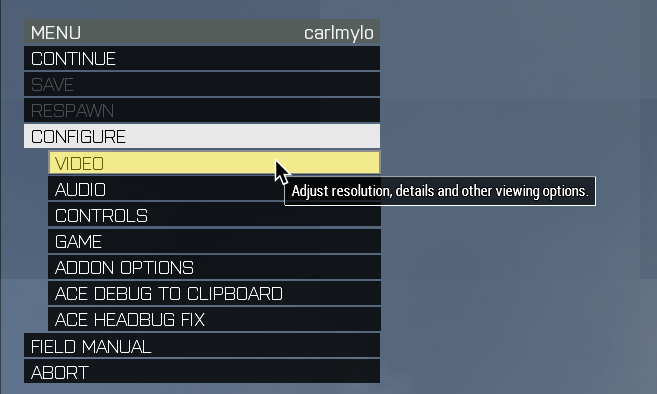 MENU carlmylo
CONTINUE
SAVE
RESPAWN
CONFIGURE
VIDEO
Adjust resolution, details and other viewing options.
AUDIO
CONTROLS
GAME
ADDON OPTIONS
ACE DEBUG TO CLIPBOARD
ACE HEADBUG FIX
FIELD MANUAL
ABORT